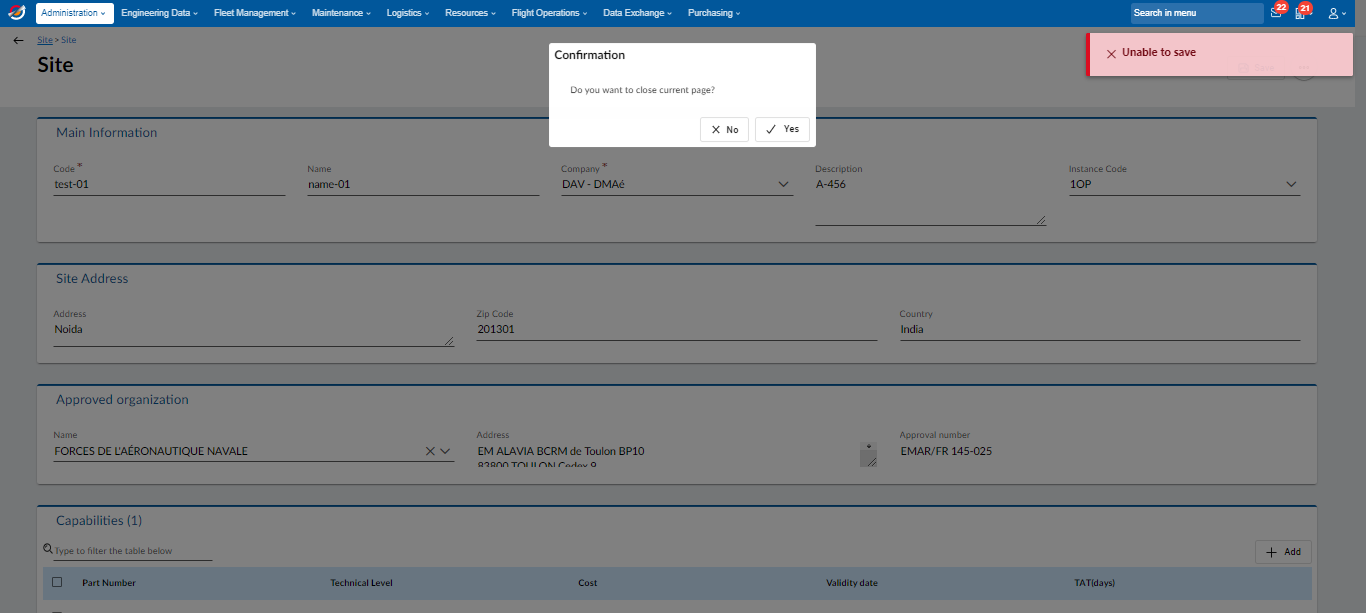 Administration Engineering Data Fleet Management Maintenance Logistics Resources Flight Operations Data Exchange Purchasing Search in menu 22 21
Site > Site
Site
Unable to save
Confirmation
Do you want to close current page?
No Yes
Main Information
Code * Name Company * Description Instance Code
test-01 name-01 DAV - DMAé A-456 1OP
Site Address
Address Zip Code Country
Noida 201301 India
Approved organization
Name Address Approval number
FORCES DE L'AÉRONAUTIQUE NAVALE EM ALAVIA BCRM de Toulon BP10 EMAR/FR 145-025
83800 TOULON Cedex 9
Capabilities (1)
Type to filter the table below Add
Part Number Technical Level Cost Validity date TAT(days)